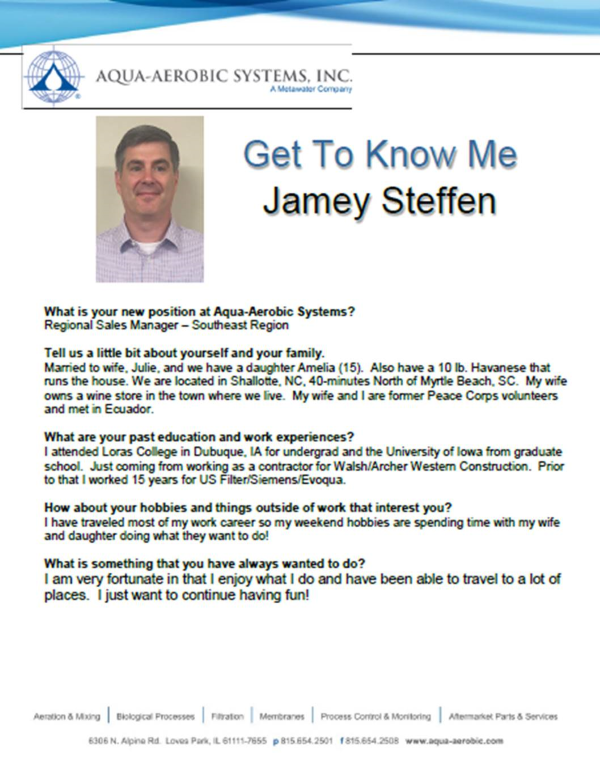 AQUA-AEROBIC SYSTEMS, INC.
A Metawater Company
Get To Know Me
Jamey Steffen
What is your new position at Aqua-Aerobic Systems?
Regional Sales Manager – Southeast Region
Tell us a little bit about yourself and your family.
Married to wife, Julie, and we have a daughter Amelia (15). Also have a 10 lb. Havanese that
runs the house. We are located in Shallotte, NC, 40-minutes North of Myrtle Beach, SC. My wife
owns a wine store in the town where we live. My wife and I are former Peace Corps volunteers
and met in Ecuador.
What are your past education and work experiences?
I attended Loras College in Dubuque, IA for undergrad and the University of Iowa from graduate
school. Just coming from working as a contractor for Walsh/Archer Western Construction. Prior
to that I worked 15 years for US Filter/Siemens/Evoqua.
How about your hobbies and things outside of work that interest you?
I have traveled most of my work career so my weekend hobbies are spending time with my wife
and daughter doing what they want to do!
What is something that you have always wanted to do?
I am very fortunate in that I enjoy what I do and have been able to travel to a lot of
places. I just want to continue having fun!
Aeration & Mixing | Biological Processes | Filtration | Membranes | Process Control & Monitoring | Aftermarket Parts & Services
6306 N. Alpine Rd. Loves Park, IL 61111-7655 p 815.654.2501 f 815.654.2508 www.aqua-aerobic.com